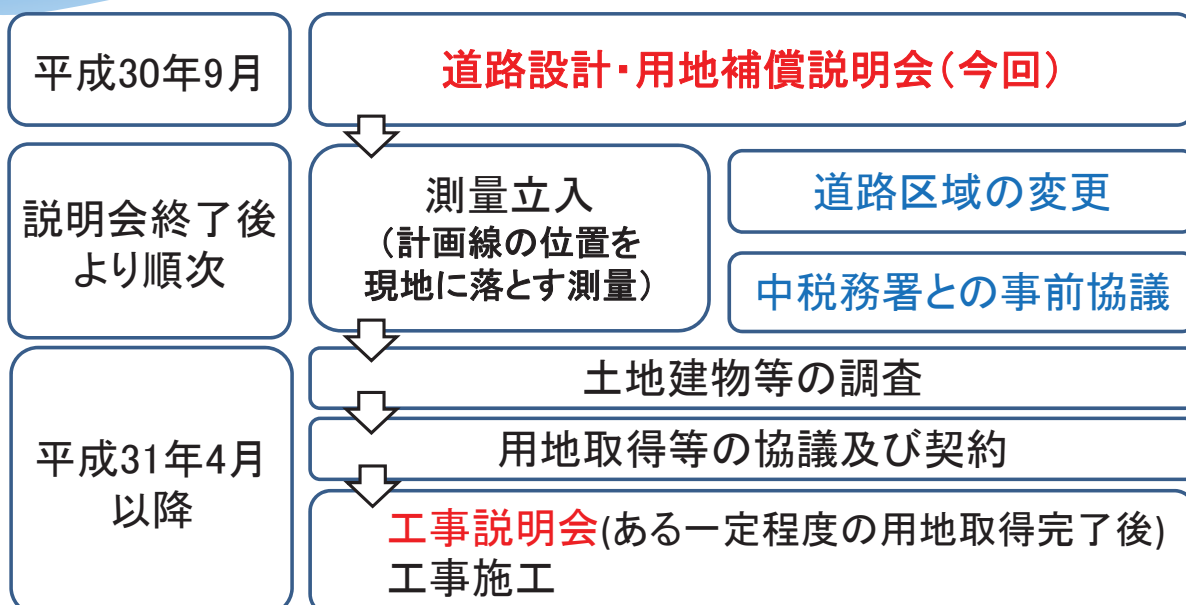 平成30年9月
道路設計・用地補償説明会(今回)
説明会終了後
より順次
測量立入
(計画線の位置を
現地に落とす測量)
道路区域の変更
中税務署との事前協議
平成31年4月
以降
土地建物等の調査
用地取得等の協議及び契約
工事説明会(ある一定程度の用地取得完了後)
工事施工